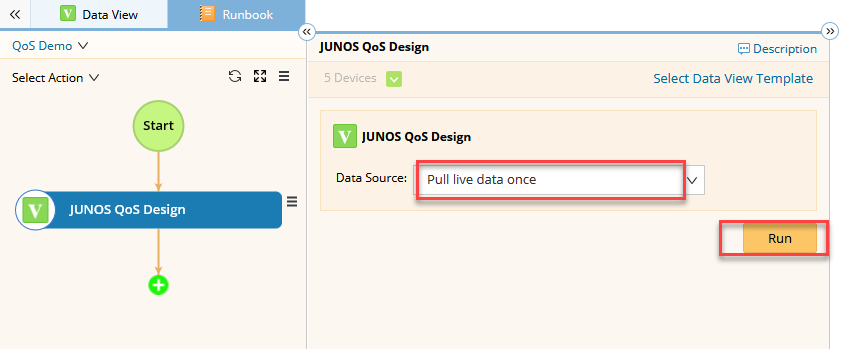 Data View
Runbook
QoS Demo
Select Action
Start
V
JUNOS QoS Design
JUNOS QoS Design
Description
5 Devices
Select Data View Template
V
JUNOS QoS Design
Data Source:
Pull live data once
Run